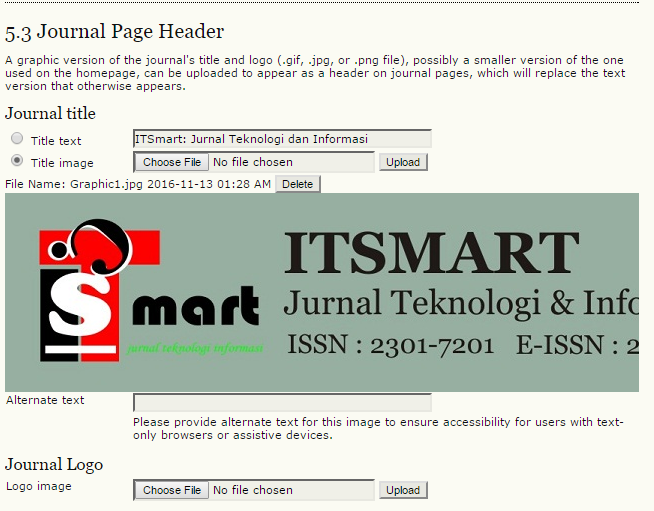 5.3 Journal Page Header
A graphic version of the journal's title and logo (.gif, .jpg, or .png file), possibly a smaller version of the one
used on the homepage, can be uploaded to appear as a header on journal pages, which will replace the text
version that otherwise appears.
Journal title
Title text ITSmart: Jurnal Teknologi dan Informasi
Title image Choose File No file chosen Upload
File Name: Graphic1.jpg 2016-11-13 01:28 AM Delete
ITSmart
jurnal teknologi informasi
ITSMART
Jurnal Teknologi & Info
ISSN : 2301-7201 E-ISSN : 2
Alternate text
Please provide alternate text for this image to ensure accessibility for users with text-
only browsers or assistive devices.
Journal Logo
Logo image Choose File No file chosen Upload